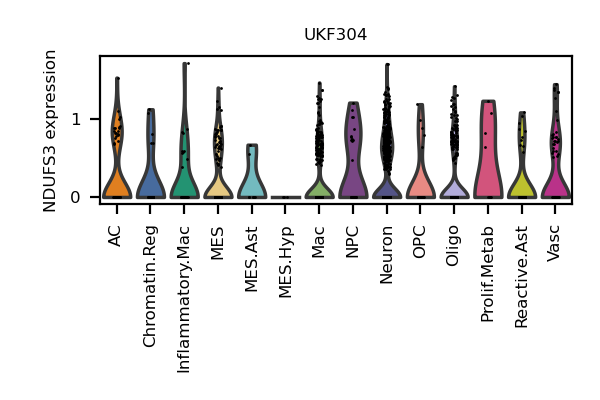 UKF304
NDUFS3 expression
1
0
AC
Chromatin.Reg
Inflammatory.Mac
MES
MES.Ast
MES.Hyp
Mac
NPC
Neuron
OPC
Oligo
Prolif.Metab
Reactive.Ast
Vasc